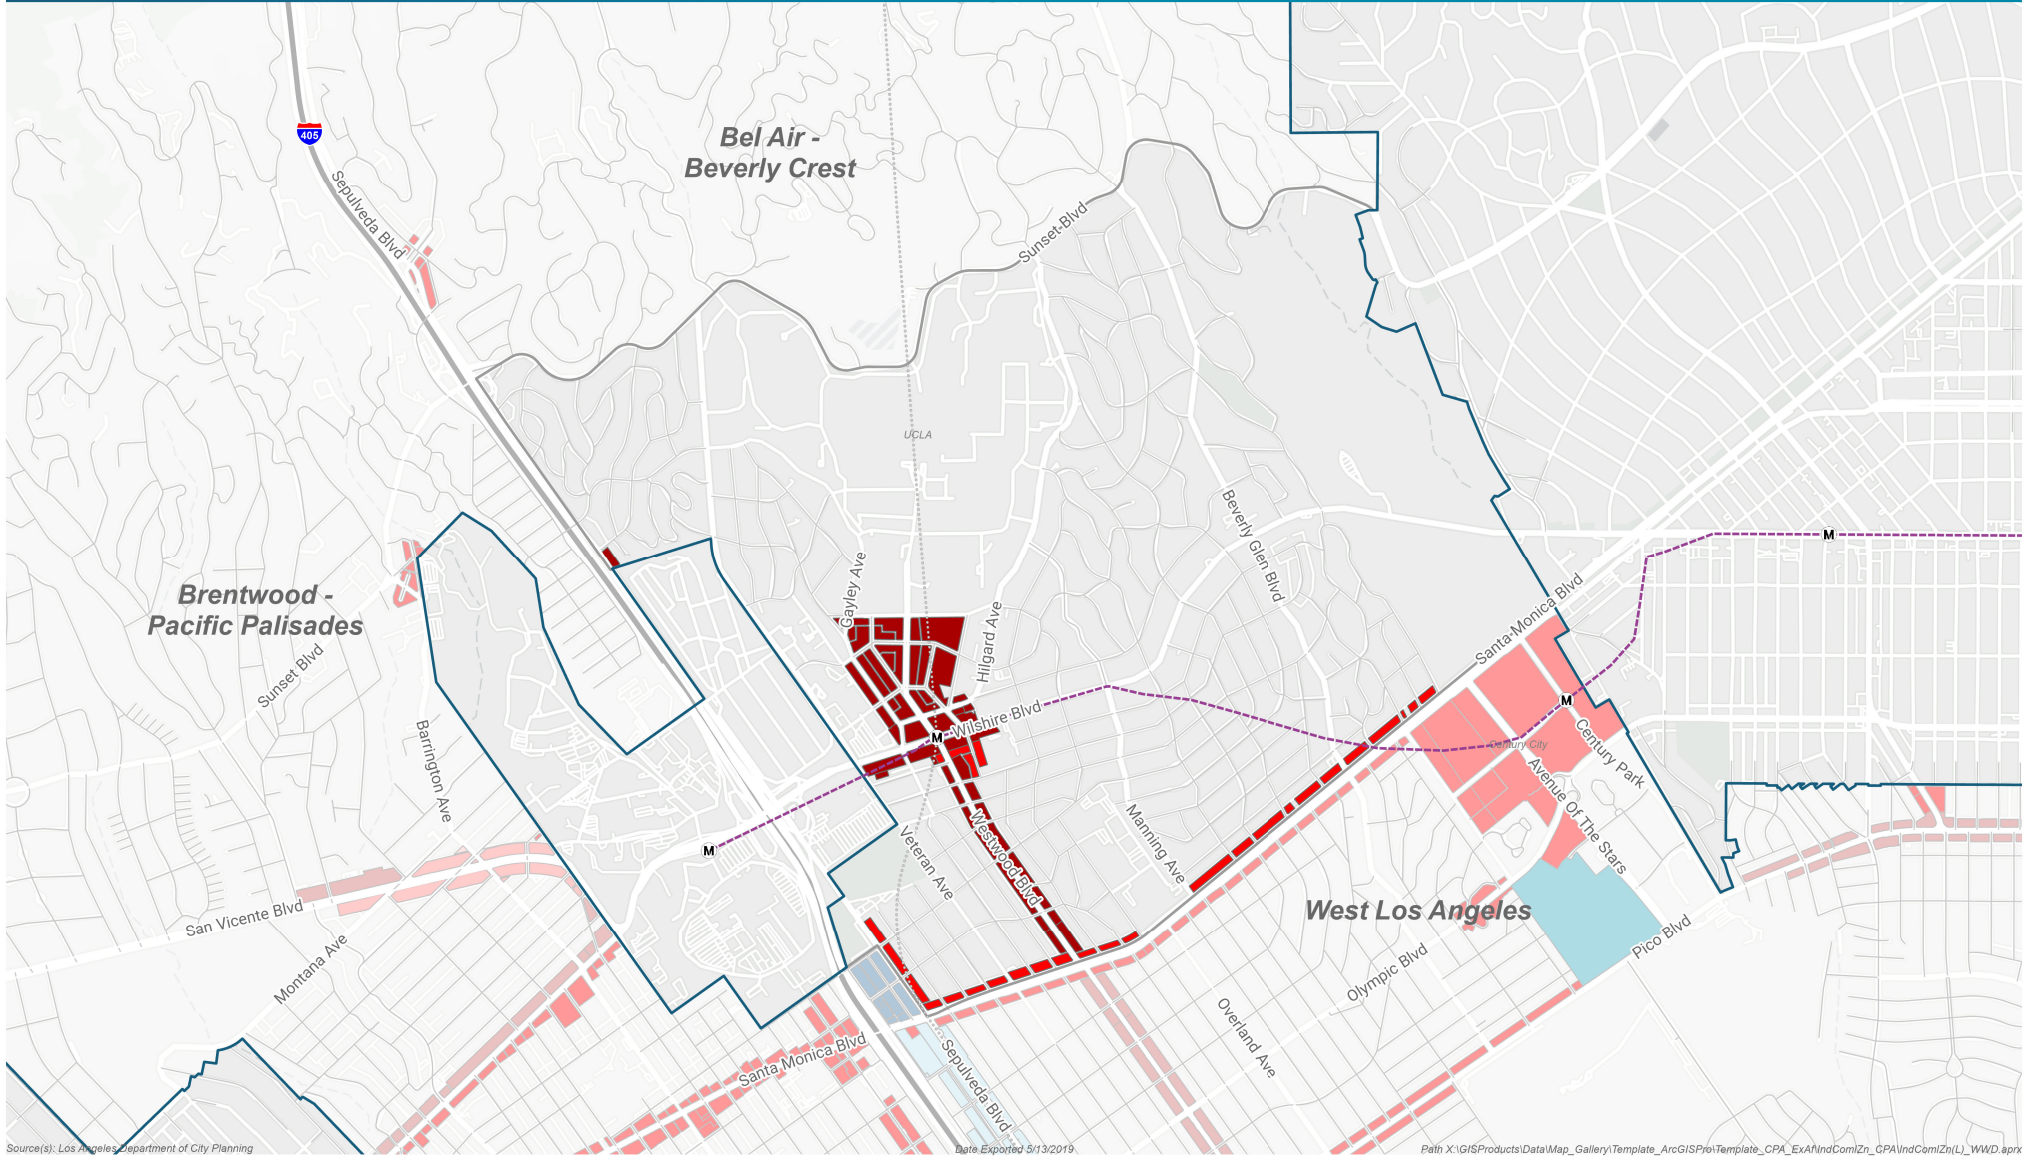 405
Bel Air -
Beverly Crest
Sepulveda Blvd
Sunset Blvd
UCLA
Beverly Glen Blvd
M
Gayley Ave
Hilgard Ave
Brentwood -
Pacific Palisades
Sunset Blvd
Santa Monica Blvd
M
Wilshire Blvd
M
Century City
Century Park
Avenue Of The Stars
Barrington Ave
M
Westwood Blvd
Manning Ave
Veteran Ave
San Vicente Blvd
West Los Angeles
Pico Blvd
Montana Ave
Olympic Blvd
Overland Ave
Santa Monica Blvd
Sepulveda Blvd
Source(s): Los Angeles Department of City Planning
Date Exported 5/13/2019
Path X:\GISProducts\Data\Map_Gallery\Template_ArcGISPro\Template_CPA_ExAf\IndComlZn_CPA\IndComlZn(L)_WWD.aprx